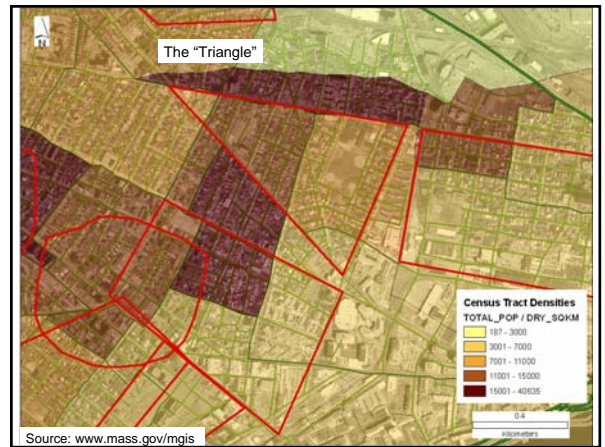 The “Triangle”
N
Census Tract Densities
TOTAL_POP / DRY_SQKM
187 - 3000
3001 - 7000
7001 - 11000
11001 - 15000
15001 - 40635
0.4
kilometers
Source: www.mass.gov/mgis